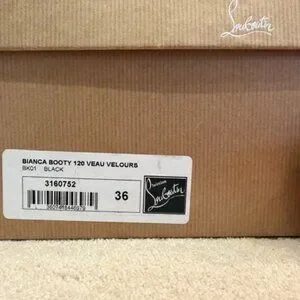 Louboutin
BIANCA BOOTY 120 VEAU VELOURS
BK01 BLACK
3160752
36
Louboutin